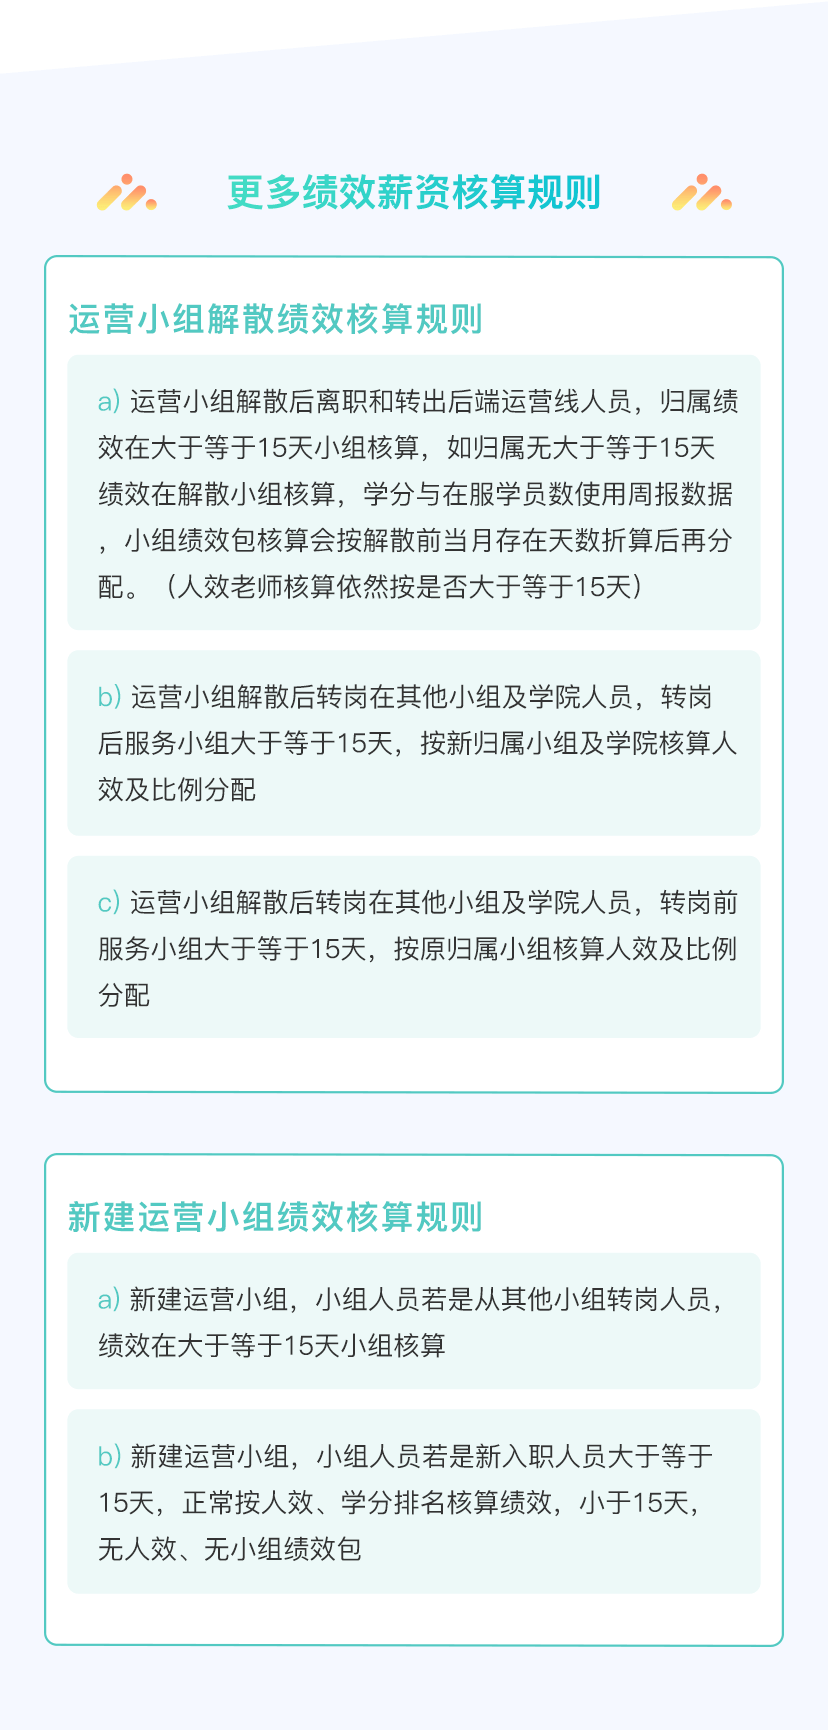 更多绩效薪资核算规则
运营小组解散绩效核算规则
a) 运营小组解散后离职和转出后端运营线人员，归属绩
效在大于等于15天小组核算，如归属无大于等于15天
绩效在解散小组核算，学分与在服学员数使用周报数据
，小组绩效包核算会按解散前当月存在天数折算后再分
配。（人效老师核算依然按是否大于等于15天）
b) 运营小组解散后转岗在其他小组及学院人员，转岗
后服务小组大于等于15天，按新归属小组及学院核算人
效及比例分配
c) 运营小组解散后转岗在其他小组及学院人员，转岗前
服务小组大于等于15天，按原归属小组核算人效及比例
分配
新建运营小组绩效核算规则
a) 新建运营小组，小组人员若是从其他小组转岗人员，
绩效在大于等于15天小组核算
b) 新建运营小组，小组人员若是新入职人员大于等于
15天，正常按人效、学分排名核算绩效，小于15天，
无人效、无小组绩效包